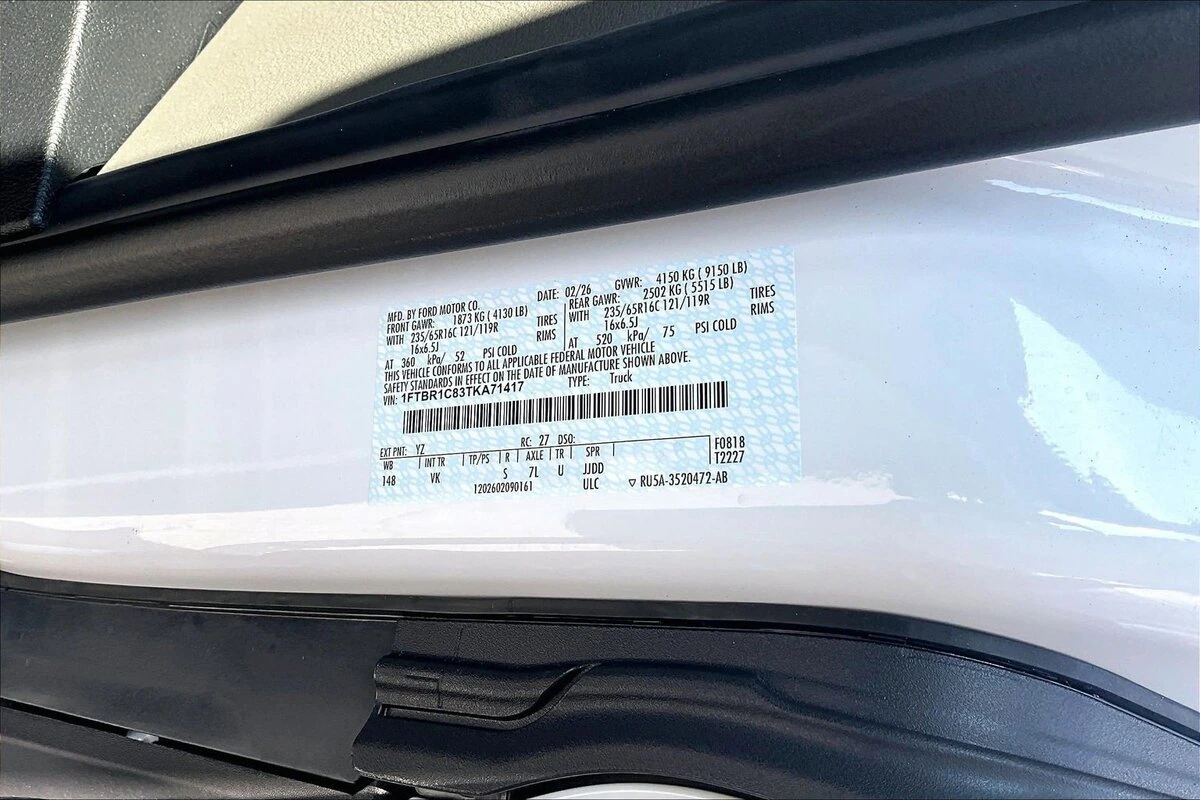 MFD. BY FORD MOTOR CO. DATE: 02/26 GVWR: 4150 KG ( 9150 LB)
FRONT GAWR: 1873 KG ( 4130 LB) REAR GAWR: 2502 KG ( 5515 LB)
WITH 235/65R16C 121/119R TIRES WITH 235/65R16C 121/119R TIRES
16x6.5J RIMS 16x6.5J RIMS
AT 360 kPa/ 52 PSI COLD AT 520 kPa/ 75 PSI COLD
THIS VEHICLE CONFORMS TO ALL APPLICABLE FEDERAL MOTOR VEHICLE
SAFETY STANDARDS IN EFFECT ON THE DATE OF MANUFACTURE SHOWN ABOVE.
VIN: 1FTBR1C83TKA71417 TYPE: Truck
EXT PNT: YZ RC: 27 DSO: F0818
WB INT TR TP/PS R AXLE TR SPR T2227
148 VK S 7L U JJDD
1202602090161 ULC ▽ RU5A-3520472-AB